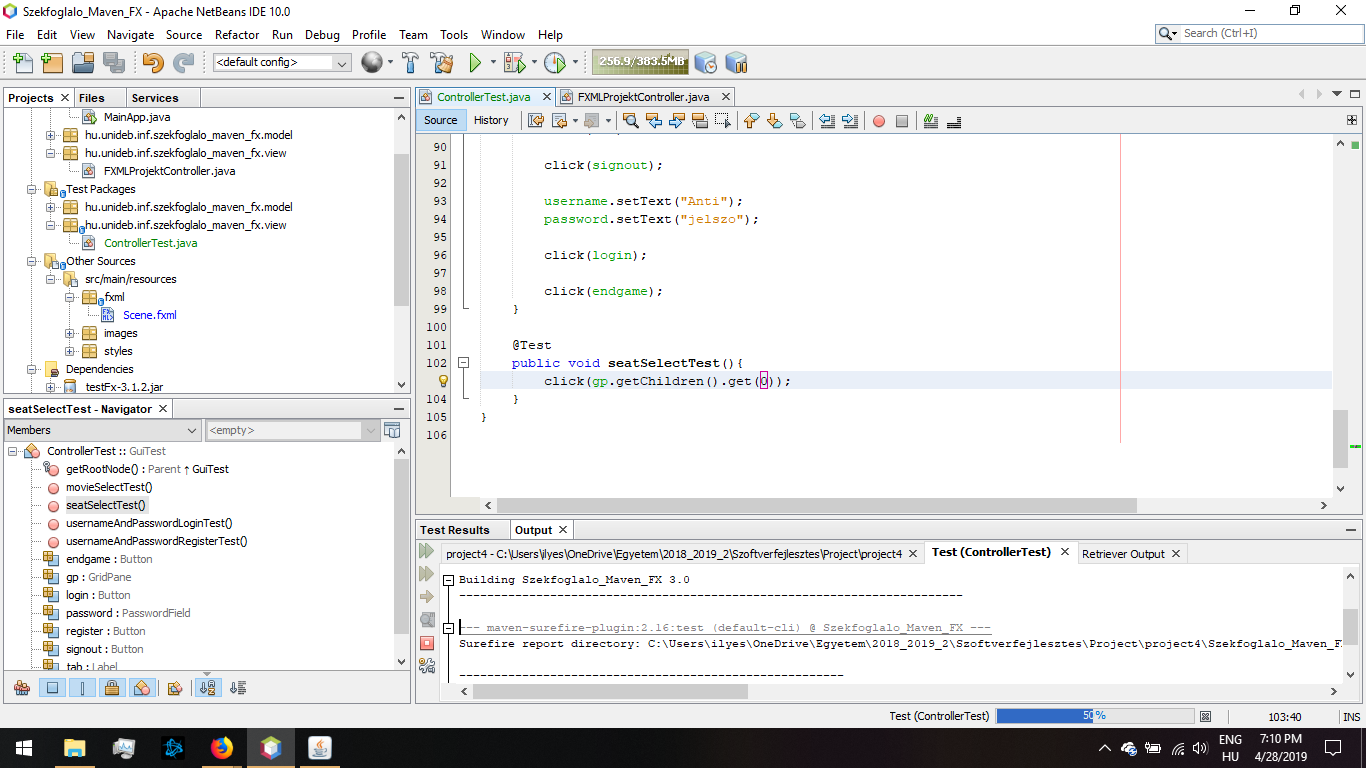 Szekfoglalo_Maven_FX - Apache NetBeans IDE 10.0
File Edit View Navigate Source Refactor Run Debug Profile Team Tools Window Help
Search (Ctrl+I)
<default config>
256.9/383.5MB
Projects Files Services
MainApp.java
hu.unideb.inf.szekfoglalo_maven_fx.model
hu.unideb.inf.szekfoglalo_maven_fx.view
FXMLProjektController.java
Test Packages
hu.unideb.inf.szekfoglalo_maven_fx.model
hu.unideb.inf.szekfoglalo_maven_fx.view
ControllerTest.java
Other Sources
src/main/resources
fxml
Scene.fxml
images
styles
Dependencies
testFx-3.1.2.jar
seatSelectTest - Navigator
Members
<empty>
ControllerTest :: GuiTest
getRootNode() : Parent ↑ GuiTest
movieSelectTest()
seatSelectTest()
usernameAndPasswordLoginTest()
usernameAndPasswordRegisterTest()
endgame : Button
gp : GridPane
login : Button
password : PasswordField
register : Button
signout : Button
tab : Label
ControllerTest.java FXMLProjektController.java
Source History
90
91 click(signout);
92
93 username.setText("Anti");
94 password.setText("jelszo");
95
96 click(login);
97
98 click(endgame);
99 }
100
101 @Test
102 public void seatSelectTest(){
click(gp.getChildren().get(0));
104 }
105 }
106
Test Results Output
project4 - C:\Users\ilyes\OneDrive\Egyetem\2018_2019_2\Szoftverfejlesztes\Project\project4 Test (ControllerTest) Retriever Output
Building Szekfoglalo_Maven_FX 3.0
------------------------------------------------------------------------
--- maven-surefire-plugin:2.16:test (default-cli) @ Szekfoglalo_Maven_FX ---
Surefire report directory: C:\Users\ilyes\OneDrive\Egyetem\2018_2019_2\Szoftverfejlesztes\Project\project4\Szekfoglalo_Maven_F
-------------------------------------------------------
Test (ControllerTest) 50 % 103:40 INS
ENG
HU
7:10 PM
4/28/2019